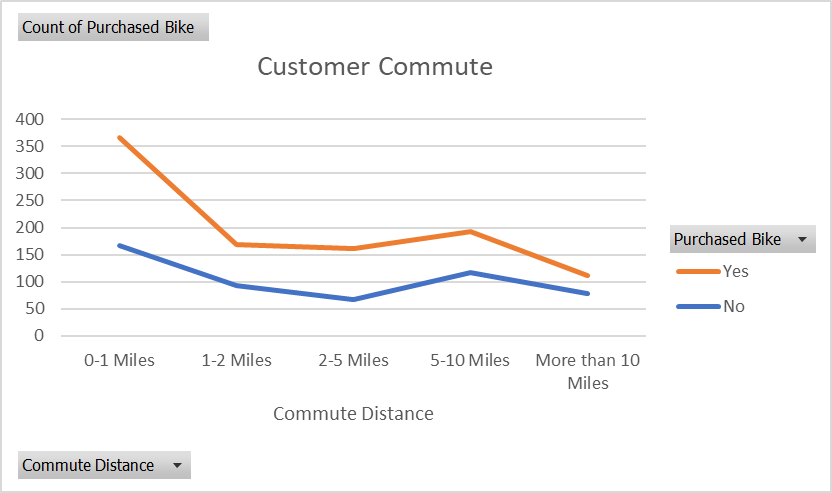 Count of Purchased Bike
Customer Commute
400
350
300
250
200
150
100
50
0
0-1 Miles
1-2 Miles
2-5 Miles
5-10 Miles
More than 10
Miles
Commute Distance
Purchased Bike
Yes
No
Commute Distance